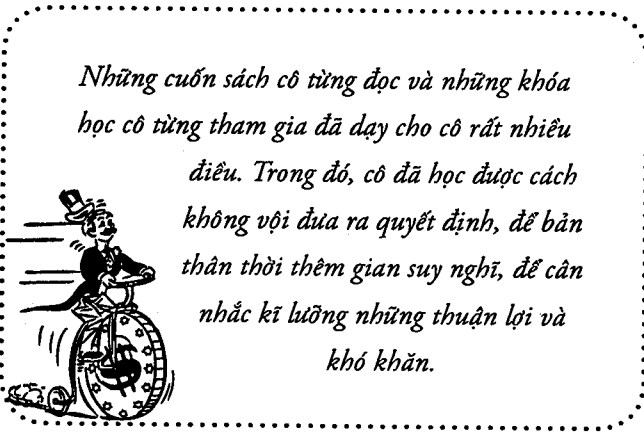 Những cuốn sách cô từng đọc và những khóa
học cô từng tham gia đã dạy cho cô rất nhiều
điều. Trong đó, cô đã học được cách
không vội đưa ra quyết định, để bản
thân thời thêm gian suy nghĩ, để cân
nhắc kĩ lưỡng những thuận lợi và
khó khăn.